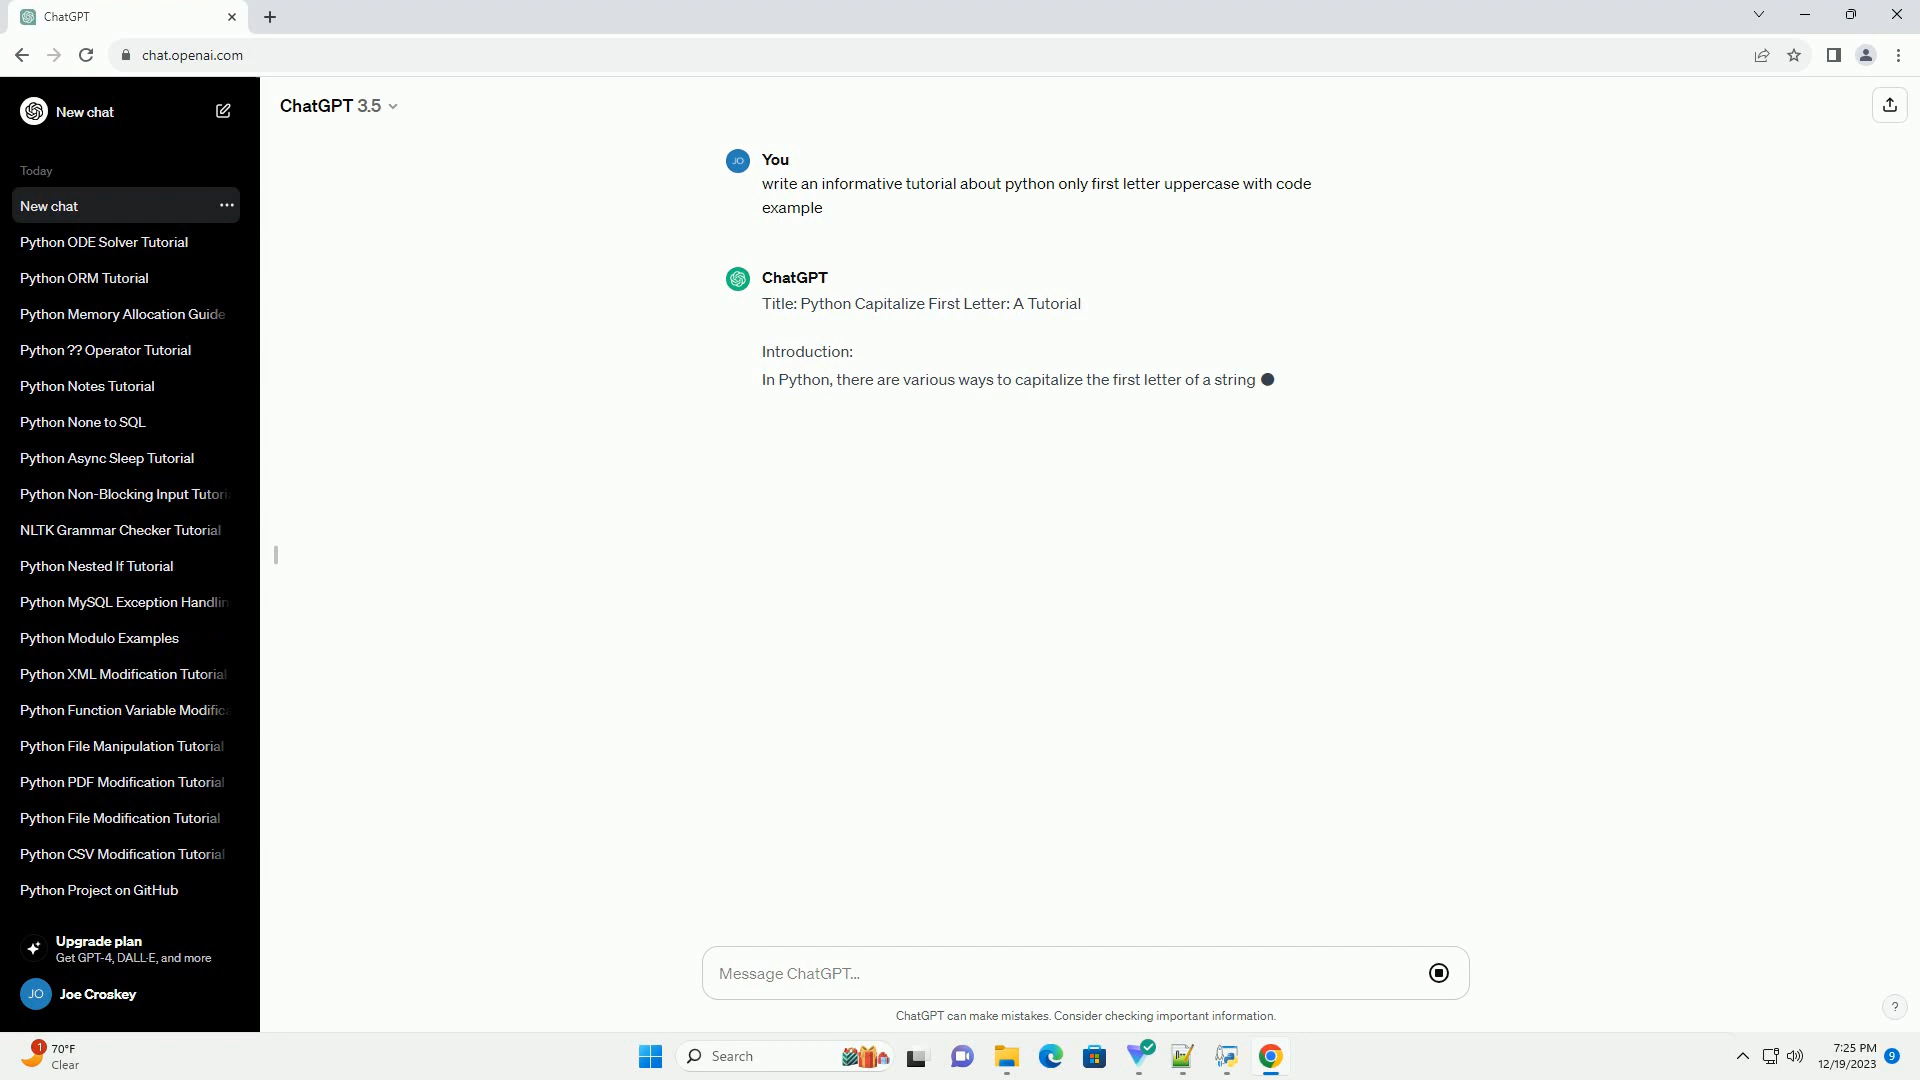 ChatGPT
chat.openai.com
New chat
Today
New chat
Python ODE Solver Tutorial
Python ORM Tutorial
Python Memory Allocation Guide
Python ?? Operator Tutorial
Python Notes Tutorial
Python None to SQL
Python Async Sleep Tutorial
Python Non-Blocking Input Tutori
NLTK Grammar Checker Tutorial
Python Nested If Tutorial
Python MySQL Exception Handlin
Python Modulo Examples
Python XML Modification Tutorial
Python Function Variable Modifica
Python File Manipulation Tutorial
Python PDF Modification Tutorial
Python File Modification Tutorial
Python CSV Modification Tutorial
Python Project on GitHub
Upgrade plan
Get GPT-4, DALL·E, and more
JO Joe Croskey
ChatGPT 3.5
JO You
write an informative tutorial about python only first letter uppercase with code
example
ChatGPT
Title: Python Capitalize First Letter: A Tutorial
Introduction:
In Python, there are various ways to capitalize the first letter of a string
Message ChatGPT...
ChatGPT can make mistakes. Consider checking important information.
?
1 70°F
Clear
Search
7:25 PM
12/19/2023
9